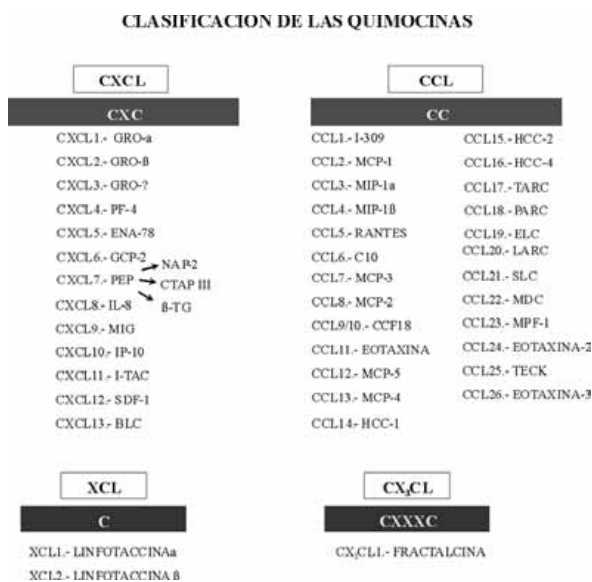 CLASIFICACION DE LAS QUIMOCINAS
CXCL
CXC
CXCL1.- GRO-a
CXCL2.- GRO-ß
CXCL3.- GRO-?
CXCL4.- PF-4
CXCL5.- ENA-78
CXCL6.- GCP-2
CXCL7.- PEP
NAP-2
CTAP III
ß-TG
CXCL8.- IL-8
CXCL9.- MIG
CXCL10.- IP-10
CXCL11.- I-TAC
CXCL12.- SDF-1
CXCL13.- BLC
CCL
CC
CCL1.- I-309
CCL2.- MCP-1
CCL3.- MIP-1a
CCL4.- MIP-1ß
CCL5.- RANTES
CCL6.- C10
CCL7.- MCP-3
CCL8.- MCP-2
CCL9/10.- CCF18
CCL11.- EOTAXINA
CCL12.- MCP-5
CCL13.- MCP-4
CCL14.- HCC-1
CCL15.- HCC-2
CCL16.- HCC-4
CCL17.- TARC
CCL18.- PARC
CCL19.- ELC
CCL20.- LARC
CCL21.- SLC
CCL22.- MDC
CCL23.- MPF-1
CCL24.- EOTAXINA-2
CCL25.- TECK
CCL26.- EOTAXINA-3
XCL
C
XCL1.- LINFOTACCINAa
XCL2.- LINFOTACCINA ß
CX₃CL
CXXXC
CX₃CL1.- FRACTALCINA